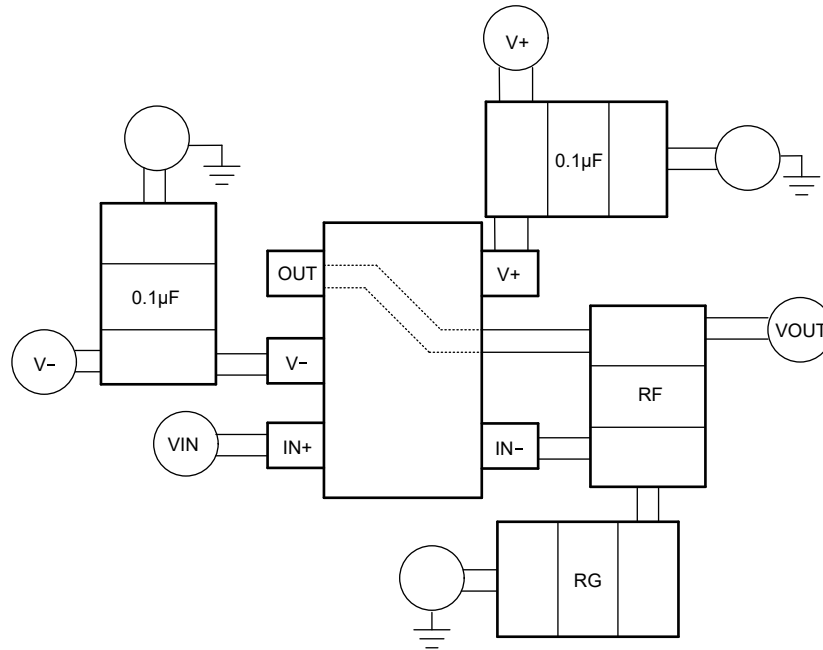 V+
0.1µF
0.1µF
OUT
V+
VOUT
V−
V−
RF
VIN
IN+
IN−
RG